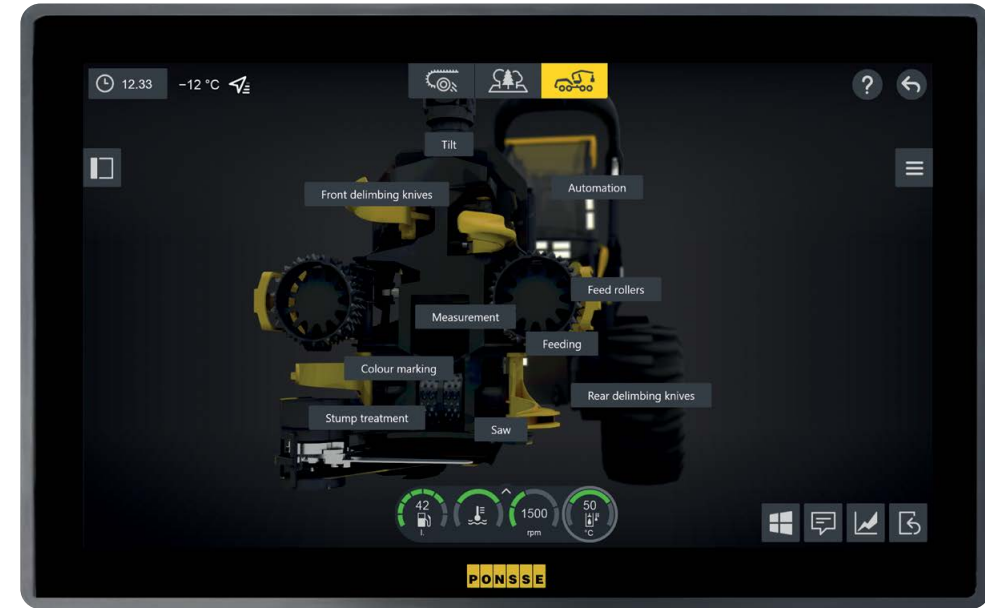 12.33
−12 °C
?
Tilt
Front delimbing knives
Automation
Feed rollers
Measurement
Feeding
Colour marking
Rear delimbing knives
Stump treatment
Saw
42
l.
1500
rpm
50
°C
PONSSE